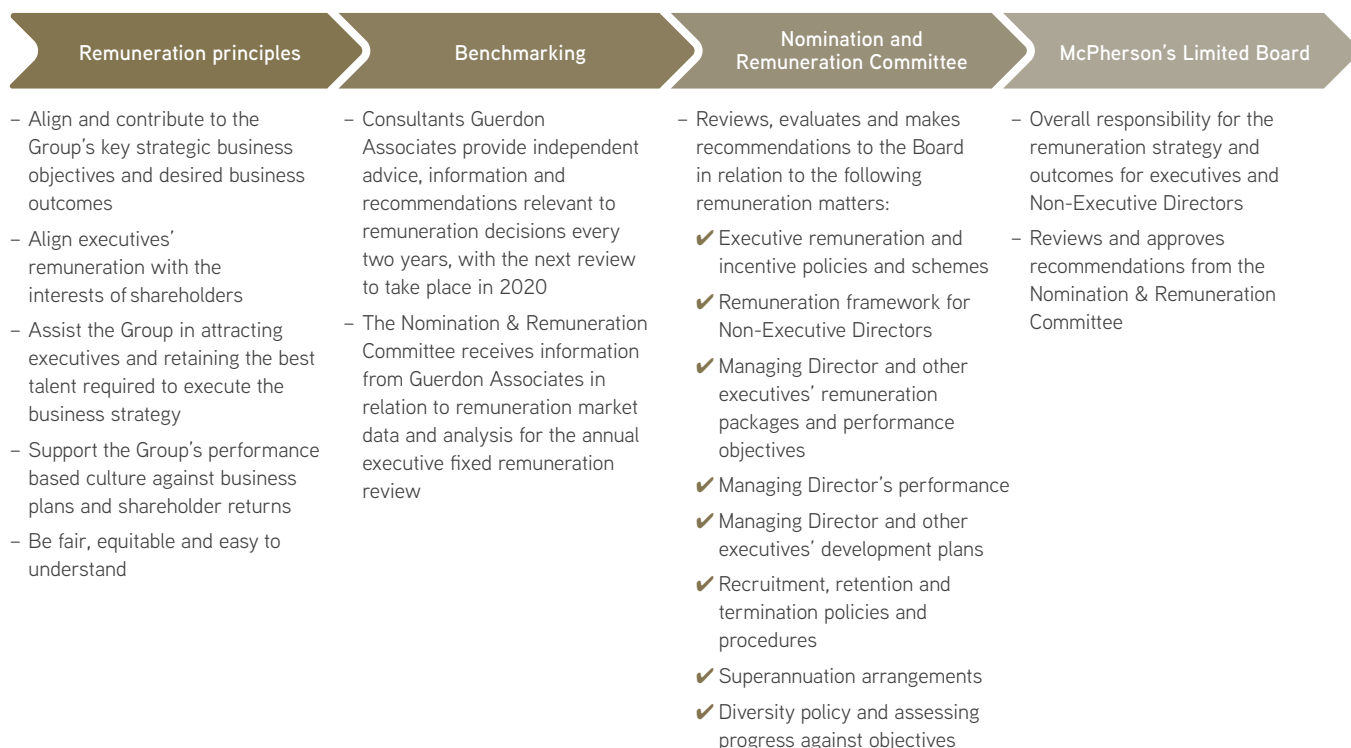 Remuneration principles
– Align and contribute to the
Group's key strategic business
objectives and desired business
outcomes
– Align executives'
remuneration with the
interests of shareholders
– Assist the Group in attracting
executives and retaining the best
talent required to execute the
business strategy
– Support the Group's performance
based culture against business
plans and shareholder returns
– Be fair, equitable and easy to
understand
Benchmarking
– Consultants Guerdon
Associates provide independent
advice, information and
recommendations relevant to
remuneration decisions every
two years, with the next review
to take place in 2020
– The Nomination & Remuneration
Committee receives information
from Guerdon Associates in
relation to remuneration market
data and analysis for the annual
executive fixed remuneration
review
Nomination and
Remuneration Committee
– Reviews, evaluates and makes
recommendations to the Board
in relation to the following
remuneration matters:
✔ Executive remuneration and
incentive policies and schemes
✔ Remuneration framework for
Non-Executive Directors
✔ Managing Director and other
executives' remuneration
packages and performance
objectives
✔ Managing Director's performance
✔ Managing Director and other
executives' development plans
✔ Recruitment, retention and
termination policies and
procedures
✔ Superannuation arrangements
✔ Diversity policy and assessing
progress against objectives
McPherson's Limited Board
– Overall responsibility for the
remuneration strategy and
outcomes for executives and
Non-Executive Directors
– Reviews and approves
recommendations from the
Nomination & Remuneration
Committee